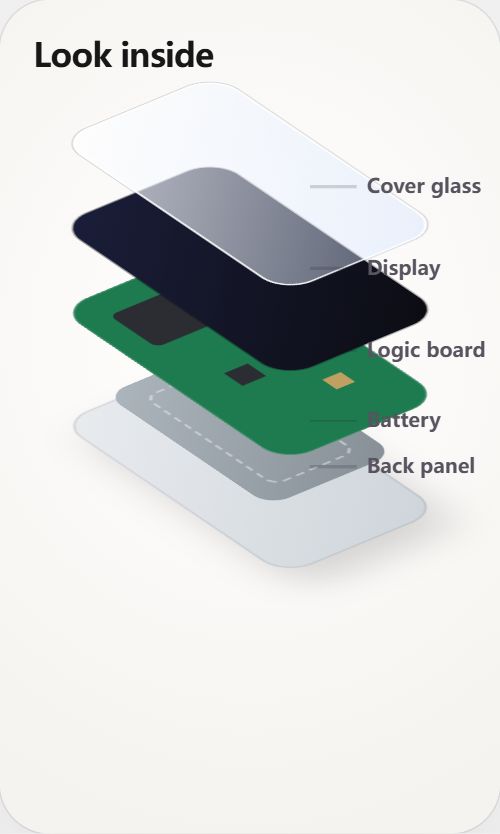 Look inside
Cover glass
Display
Logic board
Battery
Back panel